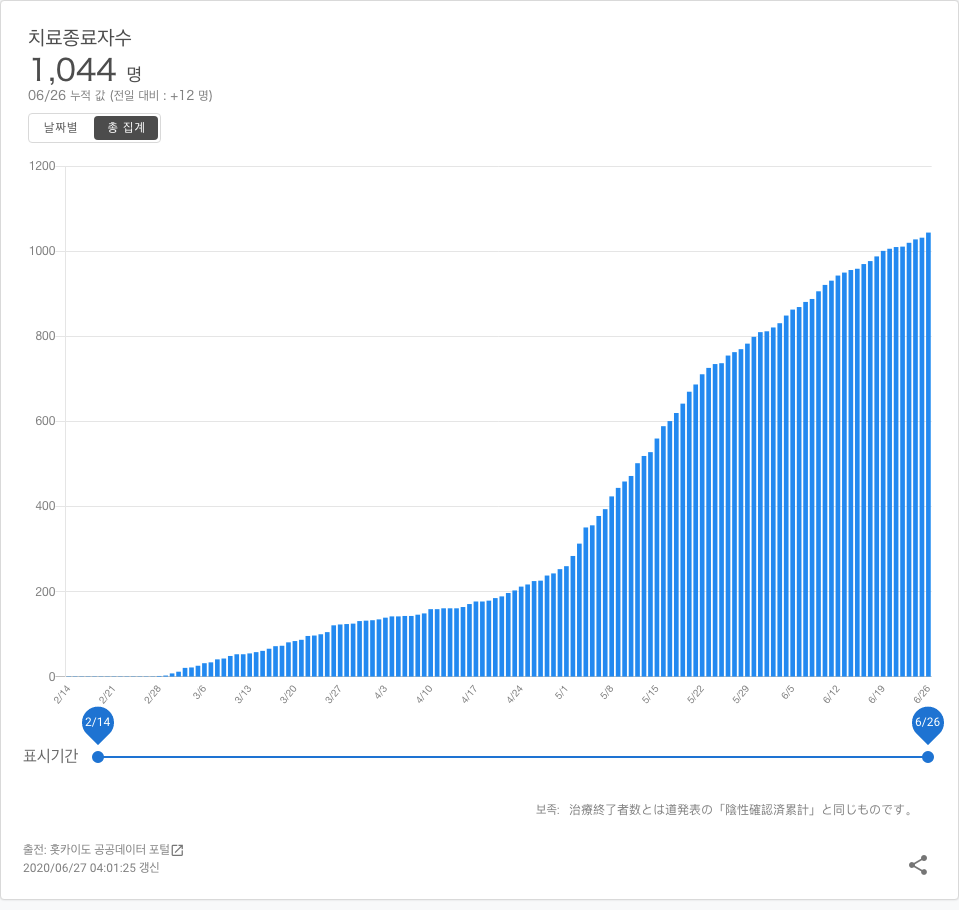 치료종료자수
1,044 명
06/26 누적 값 (전일 대비 : +12 명)
날짜별 총 집계
1200
1000
800
600
400
200
0
2/14 2/21 2/28 3/6 3/13 3/20 3/27 4/3 4/10 4/17 4/24 5/1 5/8 5/15 5/22 5/29 6/5 6/12 6/19 6/26
2/14 6/26
표시기간
보족: 治療終了者数とは道発表の「陰性確認済累計」と同じものです。
출전: 홋카이도 공공데이터 포털
2020/06/27 04:01:25 갱신